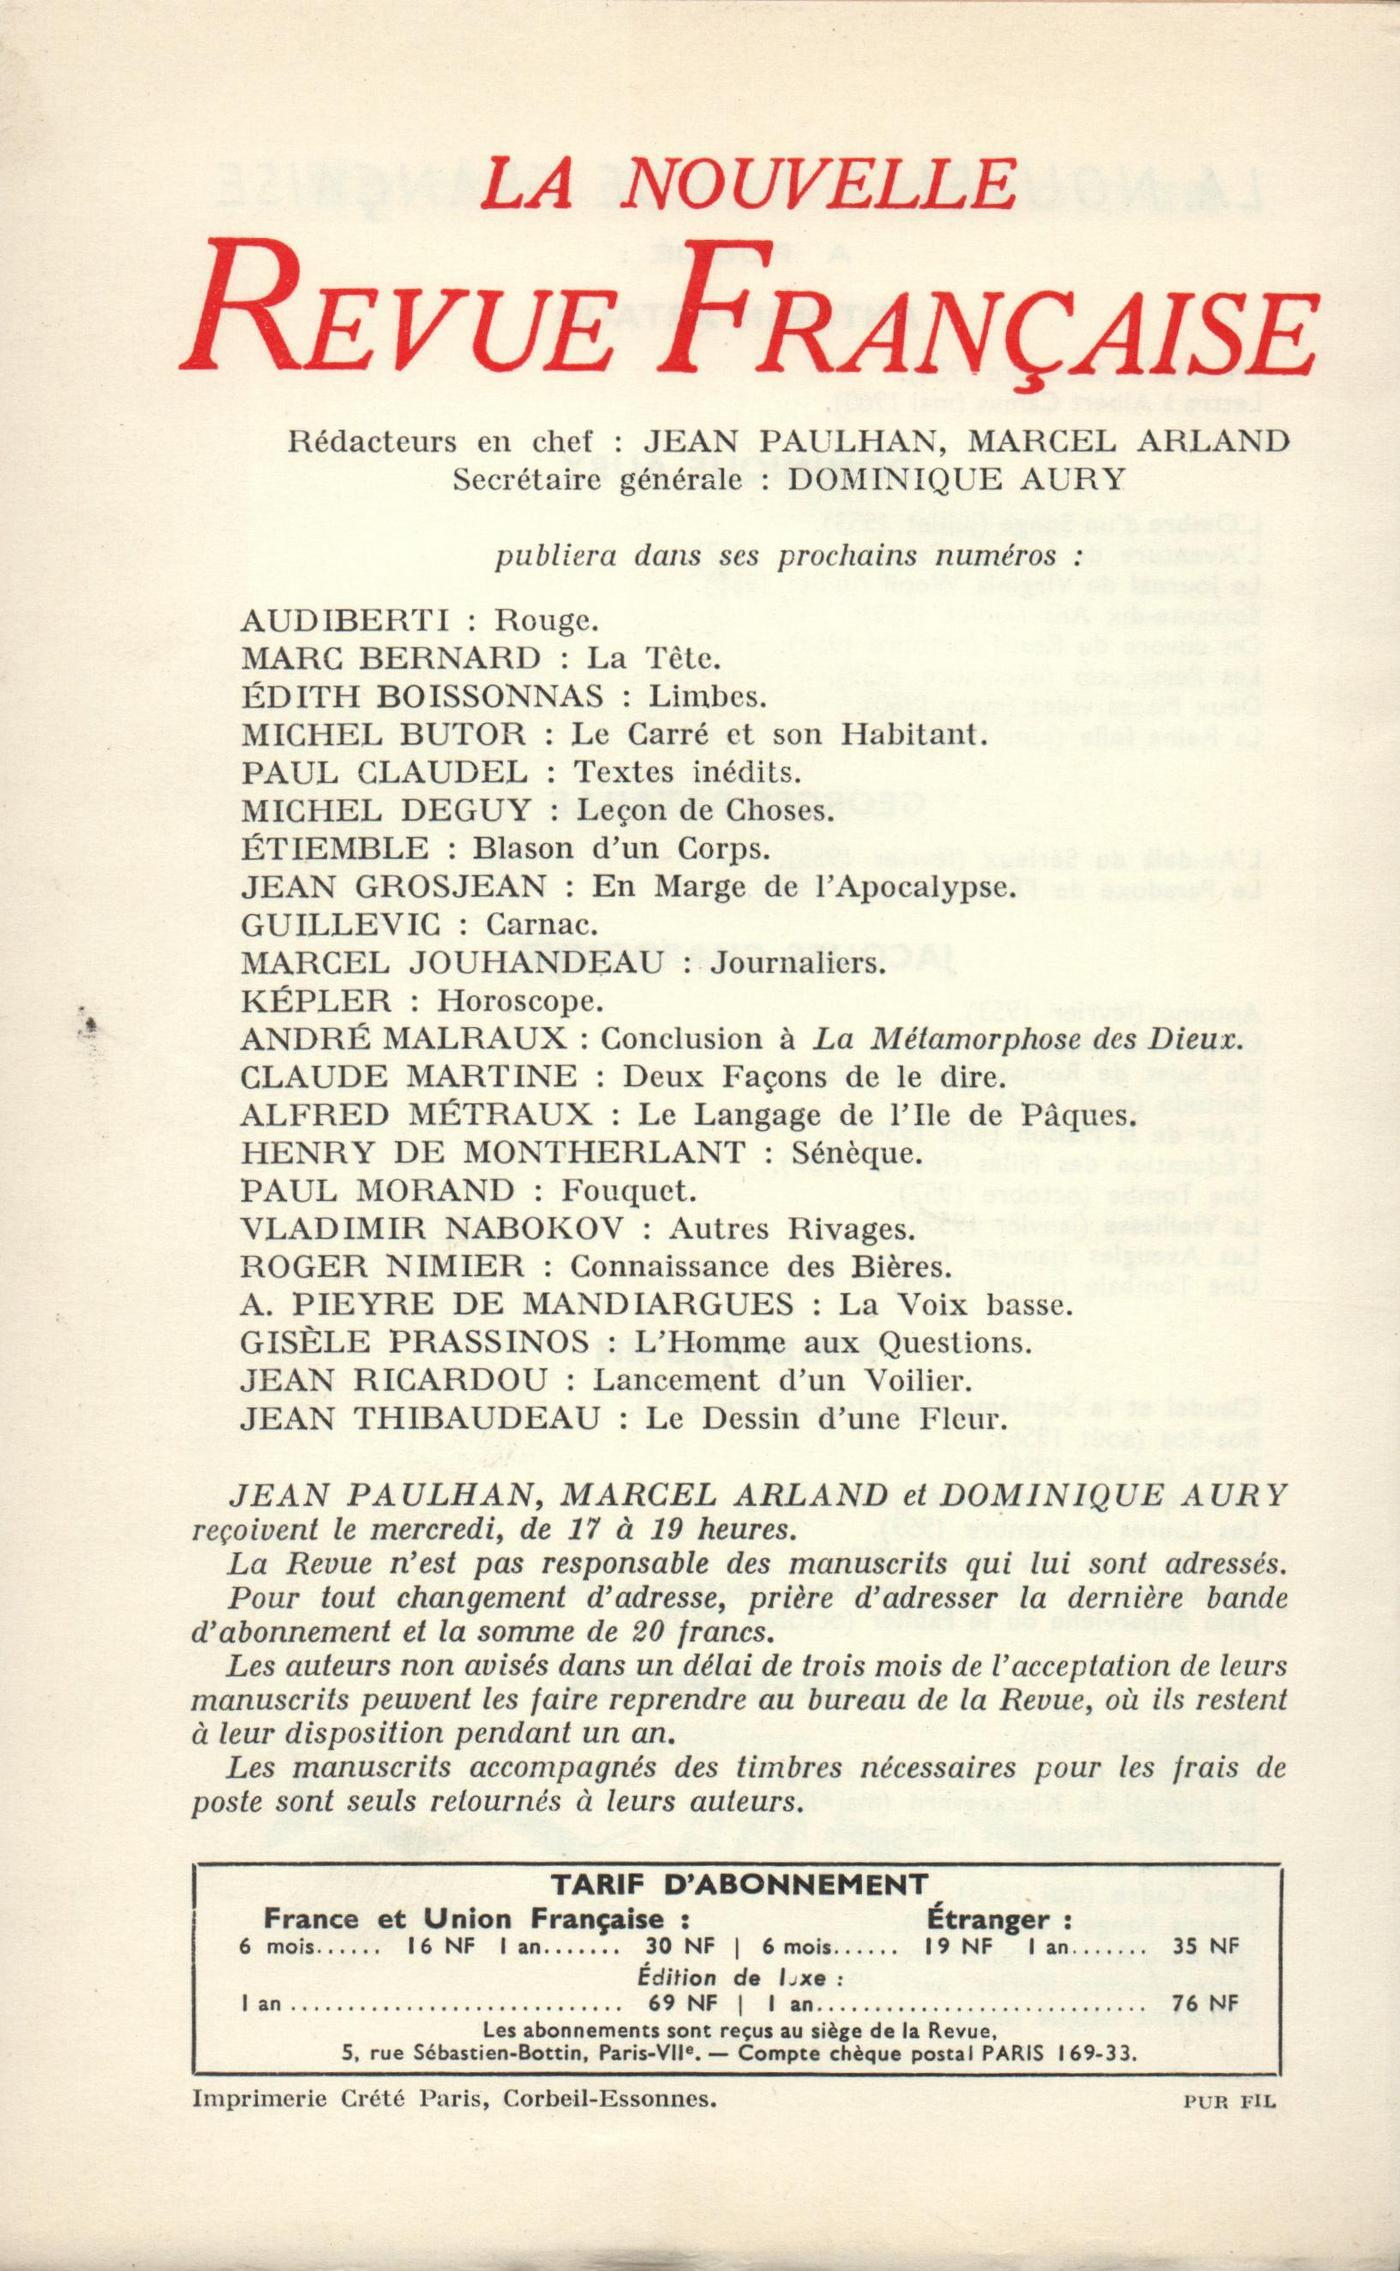 LA NOUVELLE
REVUE FRANÇAISE
Rédacteurs en chef : JEAN PAULHAN, MARCEL ARLAND
Secrétaire générale : DOMINIQUE AURY
publiera dans ses prochains numéros :
AUDIBERTI : Rouge.
MARC BERNARD : La Tête.
ÉDITH BOISSONNAS : Limbes.
MICHEL BUTOR : Le Carré et son Habitant.
PAUL CLAUDEL : Textes inédits.
MICHEL DEGUY : Leçon de Choses.
ÉTIEMBLE : Blason d'un Corps.
JEAN GROSJEAN : En Marge de l'Apocalypse.
GUILLEVIC : Carnac.
MARCEL JOUHANDEAU : Journaliers.
KÉPLER : Horoscope.
ANDRÉ MALRAUX : Conclusion à La Métamorphose des Dieux.
CLAUDE MARTINE : Deux Façons de le dire.
ALFRED MÉTRAUX : Le Langage de l'Ile de Pâques.
HENRY DE MONTHERLANT : Sénèque.
PAUL MORAND : Fouquet.
VLADIMIR NABOKOV : Autres Rivages.
ROGER NIMIER : Connaissance des Bières.
A. PIEYRE DE MANDIARGUES : La Voix basse.
GISÈLE PRASSINOS : L'Homme aux Questions.
JEAN RICARDOU : Lancement d'un Voilier.
JEAN THIBAUDEAU : Le Dessin d'une Fleur.
JEAN PAULHAN, MARCEL ARLAND et DOMINIQUE AURY
reçoivent le mercredi, de 17 à 19 heures.
La Revue n'est pas responsable des manuscrits qui lui sont adressés.
Pour tout changement d'adresse, prière d'adresser la dernière bande
d'abonnement et la somme de 20 francs.
Les auteurs non avisés dans un délai de trois mois de l'acceptation de leurs
manuscrits peuvent les faire reprendre au bureau de la Revue, où ils restent
à leur disposition pendant un an.
Les manuscrits accompagnés des timbres nécessaires pour les frais de
poste sont seuls retournés à leurs auteurs.
TARIF D'ABONNEMENT
France et Union Française : Étranger :
6 mois...... 16 NF 1 an....... 30 NF | 6 mois...... 19 NF 1 an....... 35 NF
Édition de luxe :
1 an ............................. 69 NF | 1 an............................. 76 NF
Les abonnements sont reçus au siège de la Revue,
5, rue Sébastien-Bottin, Paris-VIIe. — Compte chèque postal PARIS 169-33.
Imprimerie Crété Paris, Corbeil-Essonnes. PUR FIL